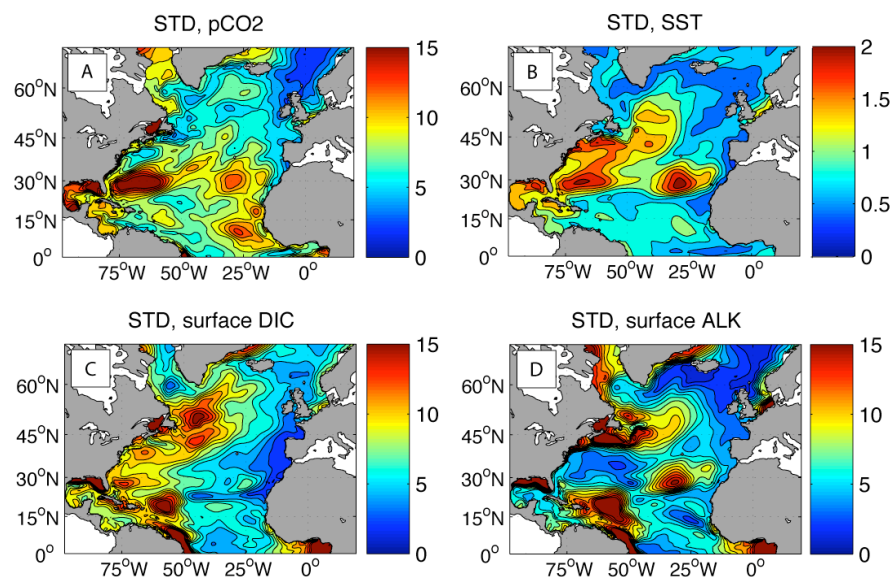 STD, pCO2
A
60°N
45°N
30°N
15°N
0°
75°W 50°W 25°W 0°
15
10
5
0
STD, SST
B
60°N
45°N
30°N
15°N
0°
75°W 50°W 25°W 0°
2
1.5
1
0.5
0
STD, surface DIC
C
60°N
45°N
30°N
15°N
0°
75°W 50°W 25°W 0°
15
10
5
0
STD, surface ALK
D
60°N
45°N
30°N
15°N
0°
75°W 50°W 25°W 0°
15
10
5
0